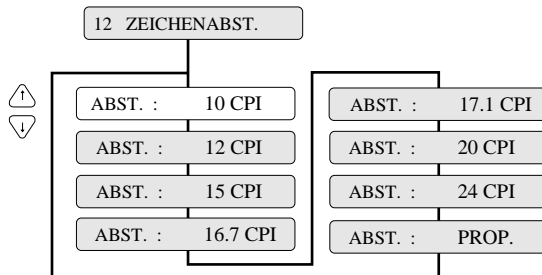 12 ZEICHENABST.
ABST. : 10 CPI
ABST. : 12 CPI
ABST. : 15 CPI
ABST. : 16.7 CPI
ABST. : 17.1 CPI
ABST. : 20 CPI
ABST. : 24 CPI
ABST. : PROP.